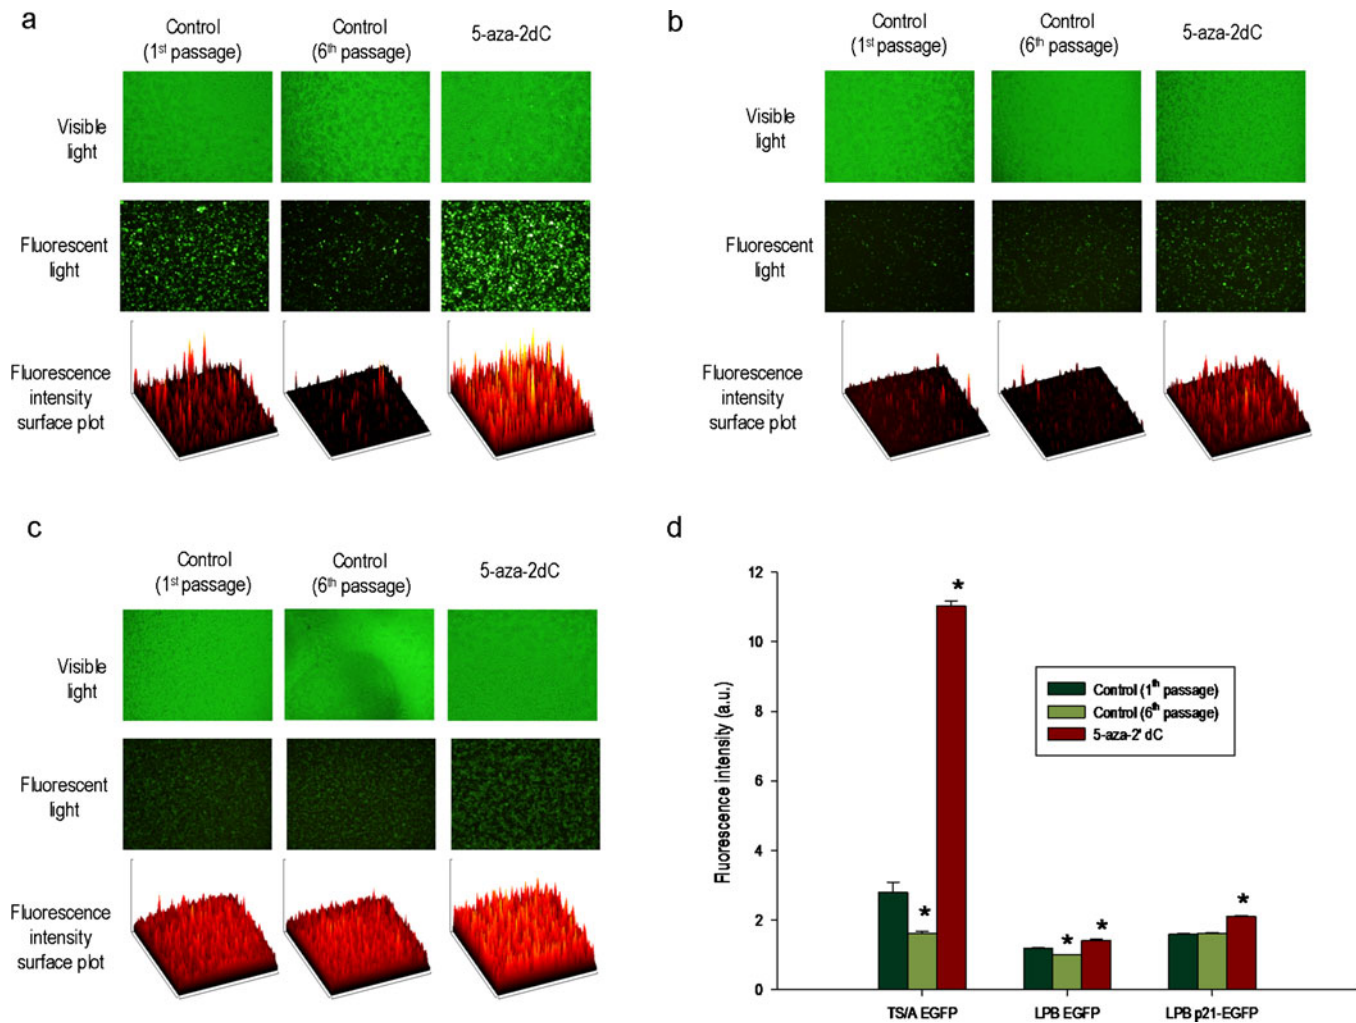 a
Control
(1st passage)
Control
(6th passage)
5-aza-2dC
Visible
light
Fluorescent
light
Fluorescence
intensity
surface plot
b
Control
(1st passage)
Control
(6th passage)
5-aza-2dC
Visible
light
Fluorescent
light
Fluorescence
intensity
surface plot
c
Control
(1st passage)
Control
(6th passage)
5-aza-2dC
Visible
light
Fluorescent
light
Fluorescence
intensity
surface plot
d
Fluorescence intensity (a.u.)
12
10
8
6
4
2
0
*
*
*
*
*
Control (1th passage)
Control (6th passage)
5-aza-2' dC
TS/A EGFP
LPB EGFP
LPB p21-EGFP